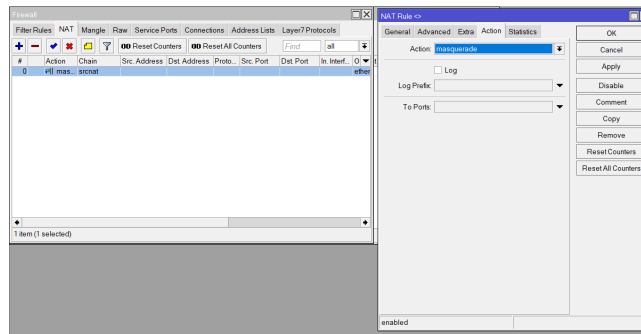 Firewall
Filter Rules NAT Mangle Raw Service Ports Connections Address Lists Layer7 Protocols
00 Reset Counters 00 Reset All Counters Find all
# Action Chain Src. Address Dst. Address Proto... Src. Port Dst. Port In. Interf... O
0 mas... srcnat ether
1 item (1 selected)
NAT Rule <>
General Advanced Extra Action Statistics
Action: masquerade
Log
Log Prefix:
To Ports:
OK
Cancel
Apply
Disable
Comment
Copy
Remove
Reset Counters
Reset All Counters
enabled